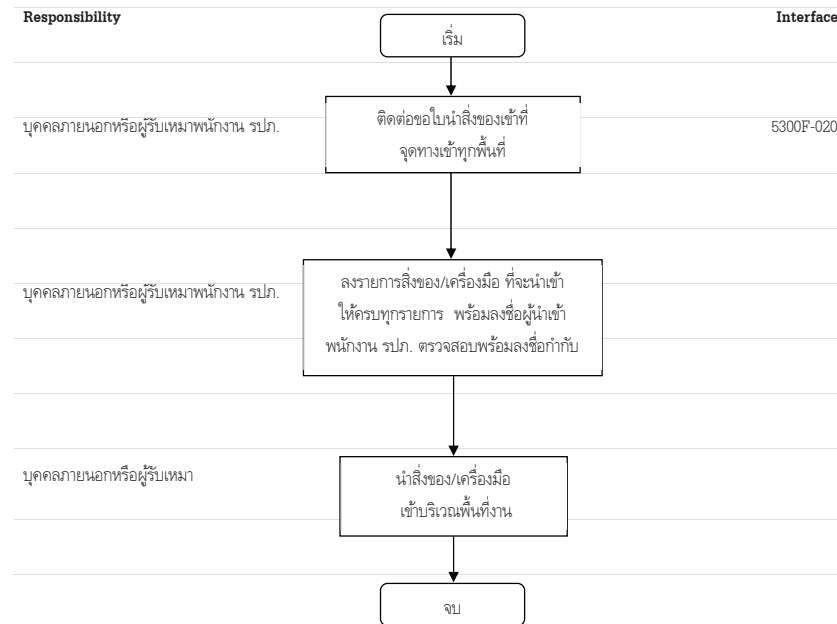 Responsibility
Interface
เริ่ม
บุคคลภายนอกหรือผู้รับเหมาพนักงาน รปภ.
ติดต่อขอใบนำสิ่งของเข้าที่
จุดทางเข้าทุกพื้นที่
5300F-020
บุคคลภายนอกหรือผู้รับเหมาพนักงาน รปภ.
ลงรายการสิ่งของ/เครื่องมือ ที่จะนำเข้า
ให้ครบทุกรายการ พร้อมลงชื่อผู้นำเข้า
พนักงาน รปภ. ตรวจสอบพร้อมลงชื่อกำกับ
บุคคลภายนอกหรือผู้รับเหมา
นำสิ่งของ/เครื่องมือ
เข้าบริเวณพื้นที่งาน
จบ